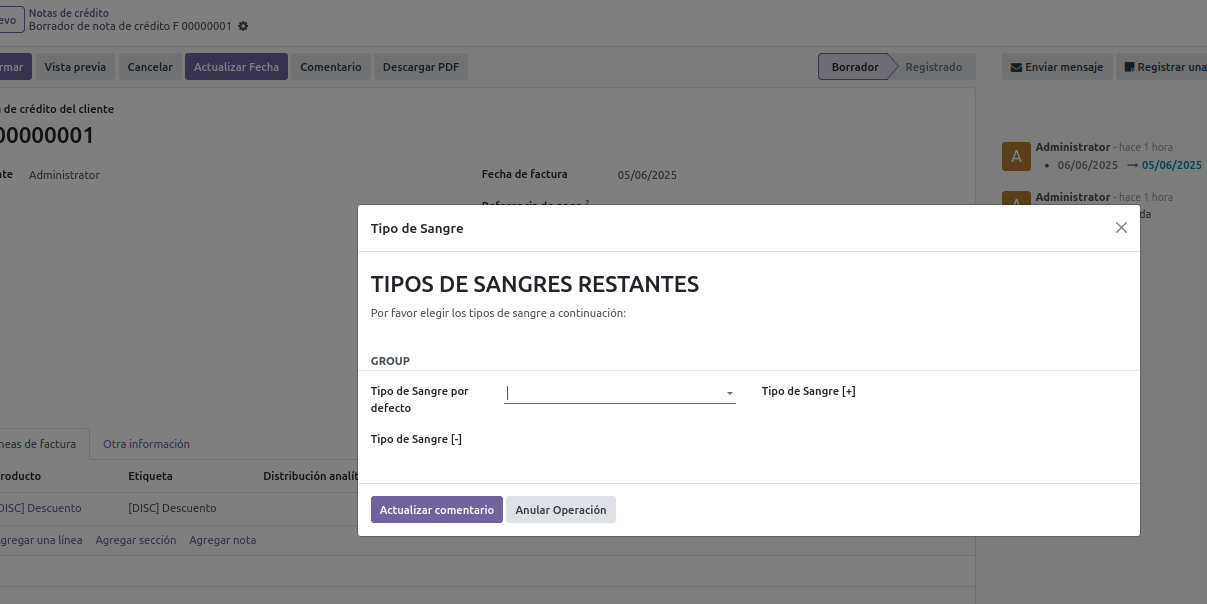 evo
Notas de crédito
Borrador de nota de crédito F 00000001
rmar
Vista previa
Cancelar
Actualizar Fecha
Comentario
Descargar PDF
Borrador
Registrado
Enviar mensaje
Registrar una
de crédito del cliente
00000001
nte
Administrator
Fecha de factura
05/06/2025
Administrator - hace 1 hora
06/06/2025 → 05/06/2025
Administrator - hace 1 hora
da
Referencia de pago ?
Tipo de Sangre
TIPOS DE SANGRES RESTANTES
Por favor elegir los tipos de sangre a continuación:
GROUP
Tipo de Sangre por
defecto
Tipo de Sangre [+]
Tipo de Sangre [-]
Actualizar comentario
Anular Operación
neas de factura
Otra información
roducto
Etiqueta
Distribución analít
DISC] Descuento
[DISC] Descuento
gregar una línea
Agregar sección
Agregar nota